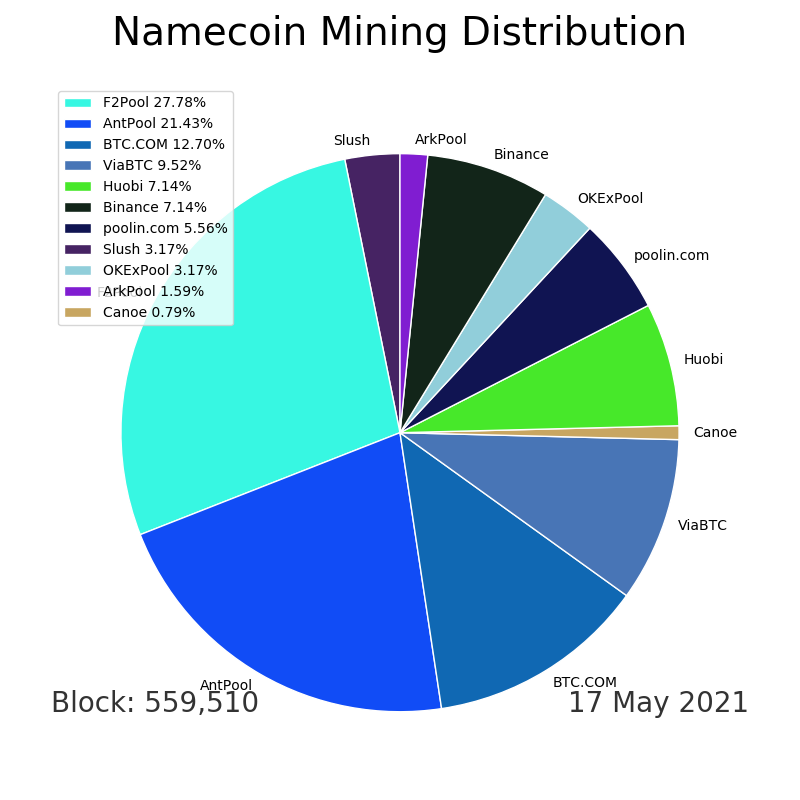 Namecoin Mining Distribution
F2Pool 27.78%
AntPool 21.43%
BTC.COM 12.70%
ViaBTC 9.52%
Huobi 7.14%
Binance 7.14%
poolin.com 5.56%
Slush 3.17%
OKExPool 3.17%
ArkPool 1.59%
Canoe 0.79%
Slush
ArkPool
Binance
OKExPool
poolin.com
Huobi
Canoe
ViaBTC
BTC.COM
AntPool
Block: 559,510
17 May 2021